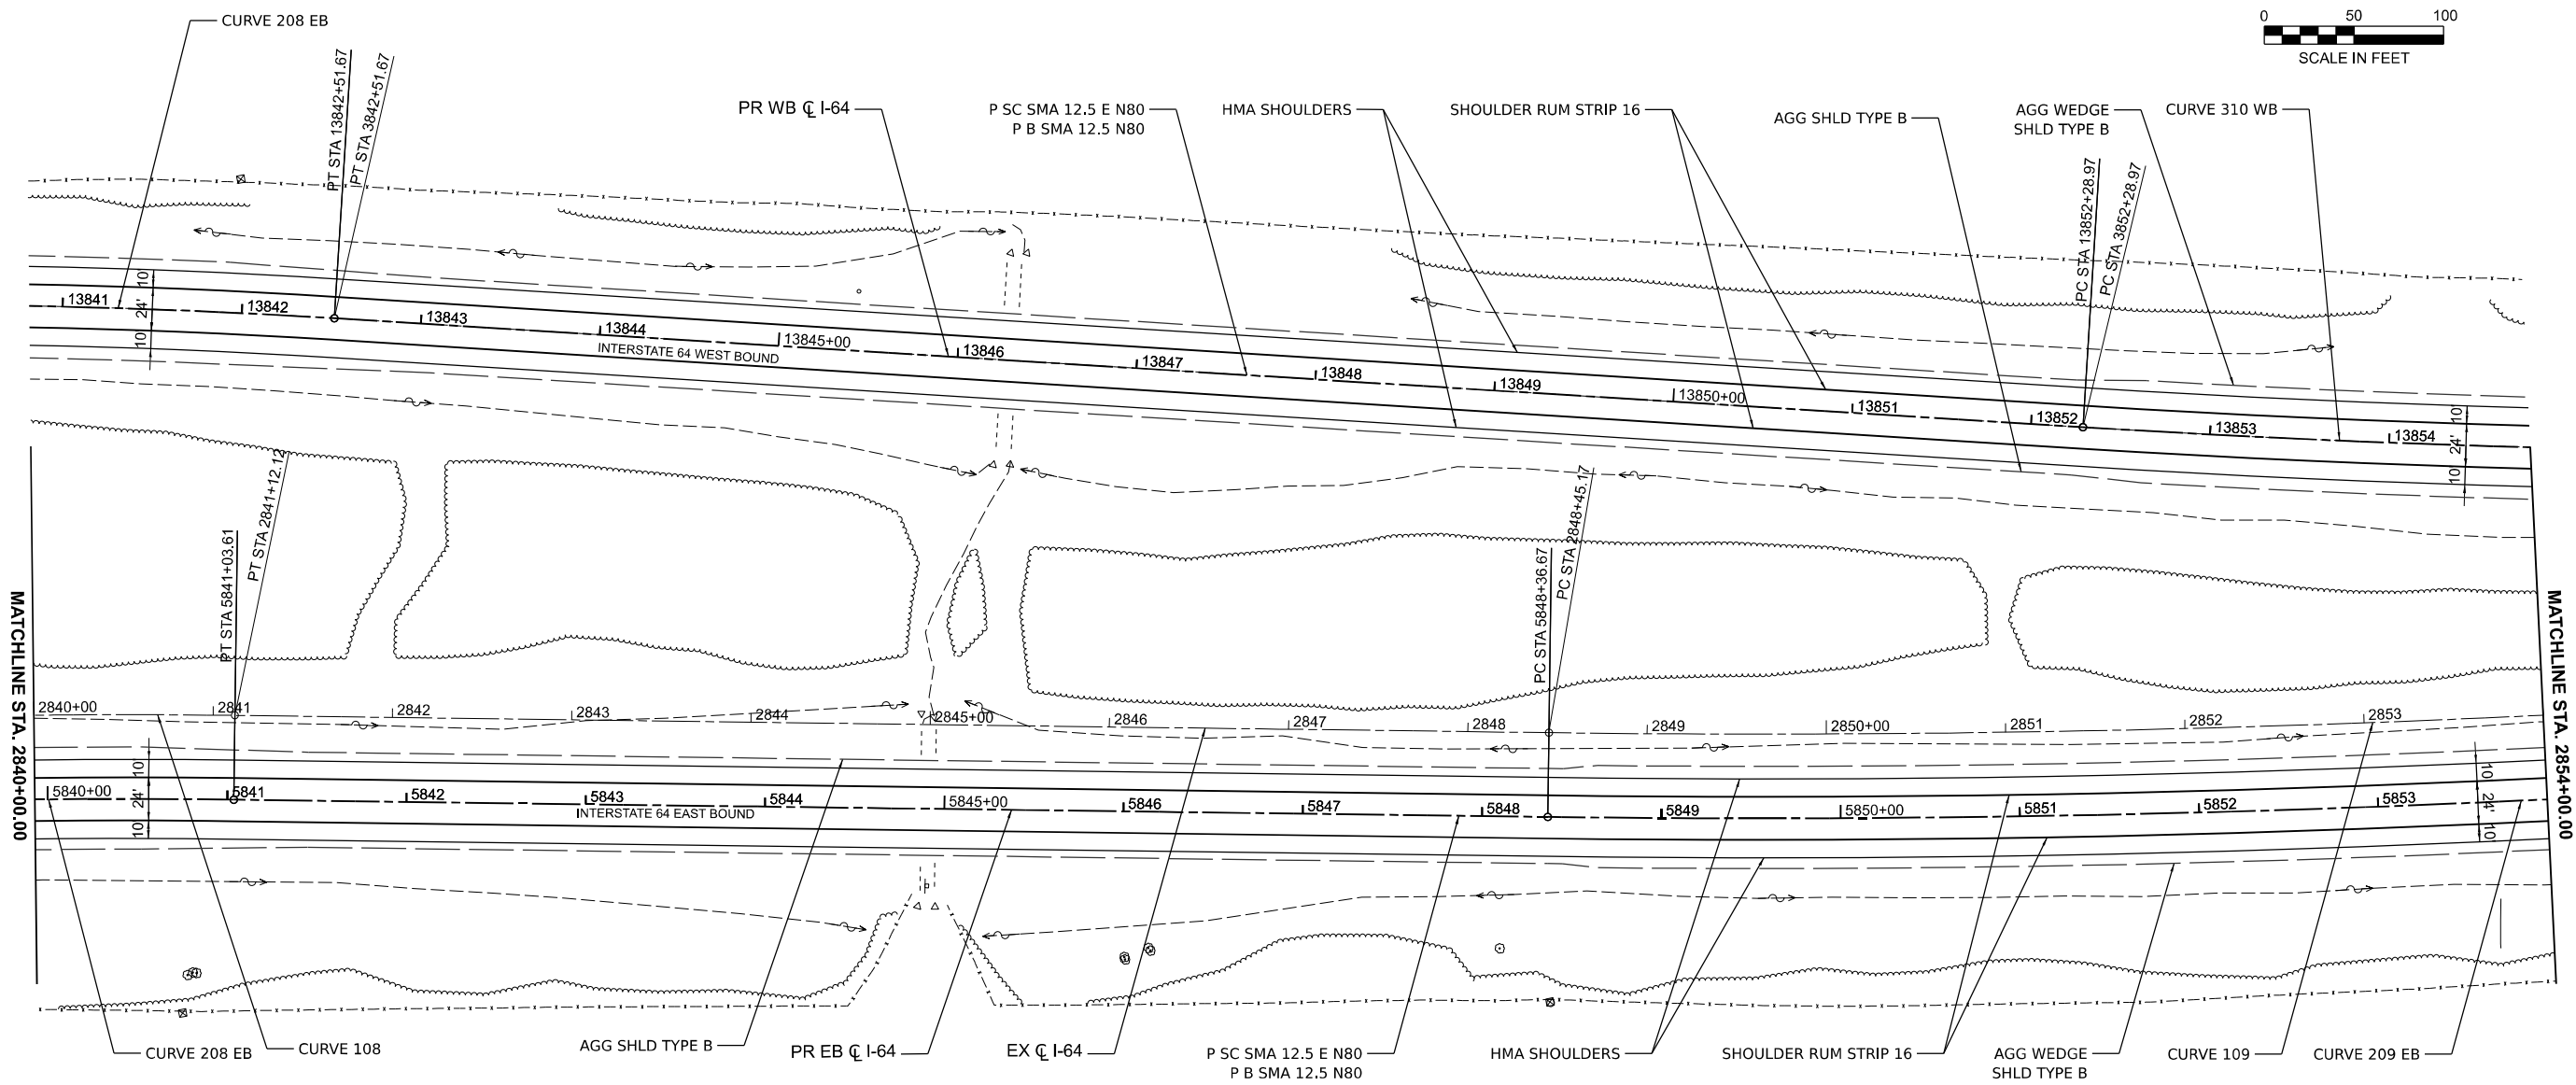 CURVE 208 EB
0 50 100
SCALE IN FEET
PT STA 13842+51.67
PT STA 3842+51.67
PR WB ℄ I-64
P SC SMA 12.5 E N80
P B SMA 12.5 N80
HMA SHOULDERS
SHOULDER RUM STRIP 16
AGG SHLD TYPE B
AGG WEDGE
SHLD TYPE B
CURVE 310 WB
PC STA 13852+28.97
PC STA 3852+28.97
10'
24'
10'
13841
13842
13843
13844
13845+00
13846
13847
13848
13849
13850+00
13851
13852
13853
13854
10'
24'
10'
INTERSTATE 64 WEST BOUND
PT STA 5841+03.61
PT STA 2841+12.12
PC STA 5848+36.67
PC STA 2848+45.17
MATCHLINE STA. 2840+00.00
MATCHLINE STA. 2854+00.00
2840+00
2841
2842
2843
2844
2845+00
2846
2847
2848
2849
2850+00
2851
2852
2853
10'
24'
10'
5840+00
5841
5842
5843
5844
5845+00
5846
5847
5848
5849
5850+00
5851
5852
5853
10'
24'
10'
INTERSTATE 64 EAST BOUND
CURVE 208 EB
CURVE 108
AGG SHLD TYPE B
PR EB ℄ I-64
EX ℄ I-64
P SC SMA 12.5 E N80
P B SMA 12.5 N80
HMA SHOULDERS
SHOULDER RUM STRIP 16
AGG WEDGE
SHLD TYPE B
CURVE 109
CURVE 209 EB